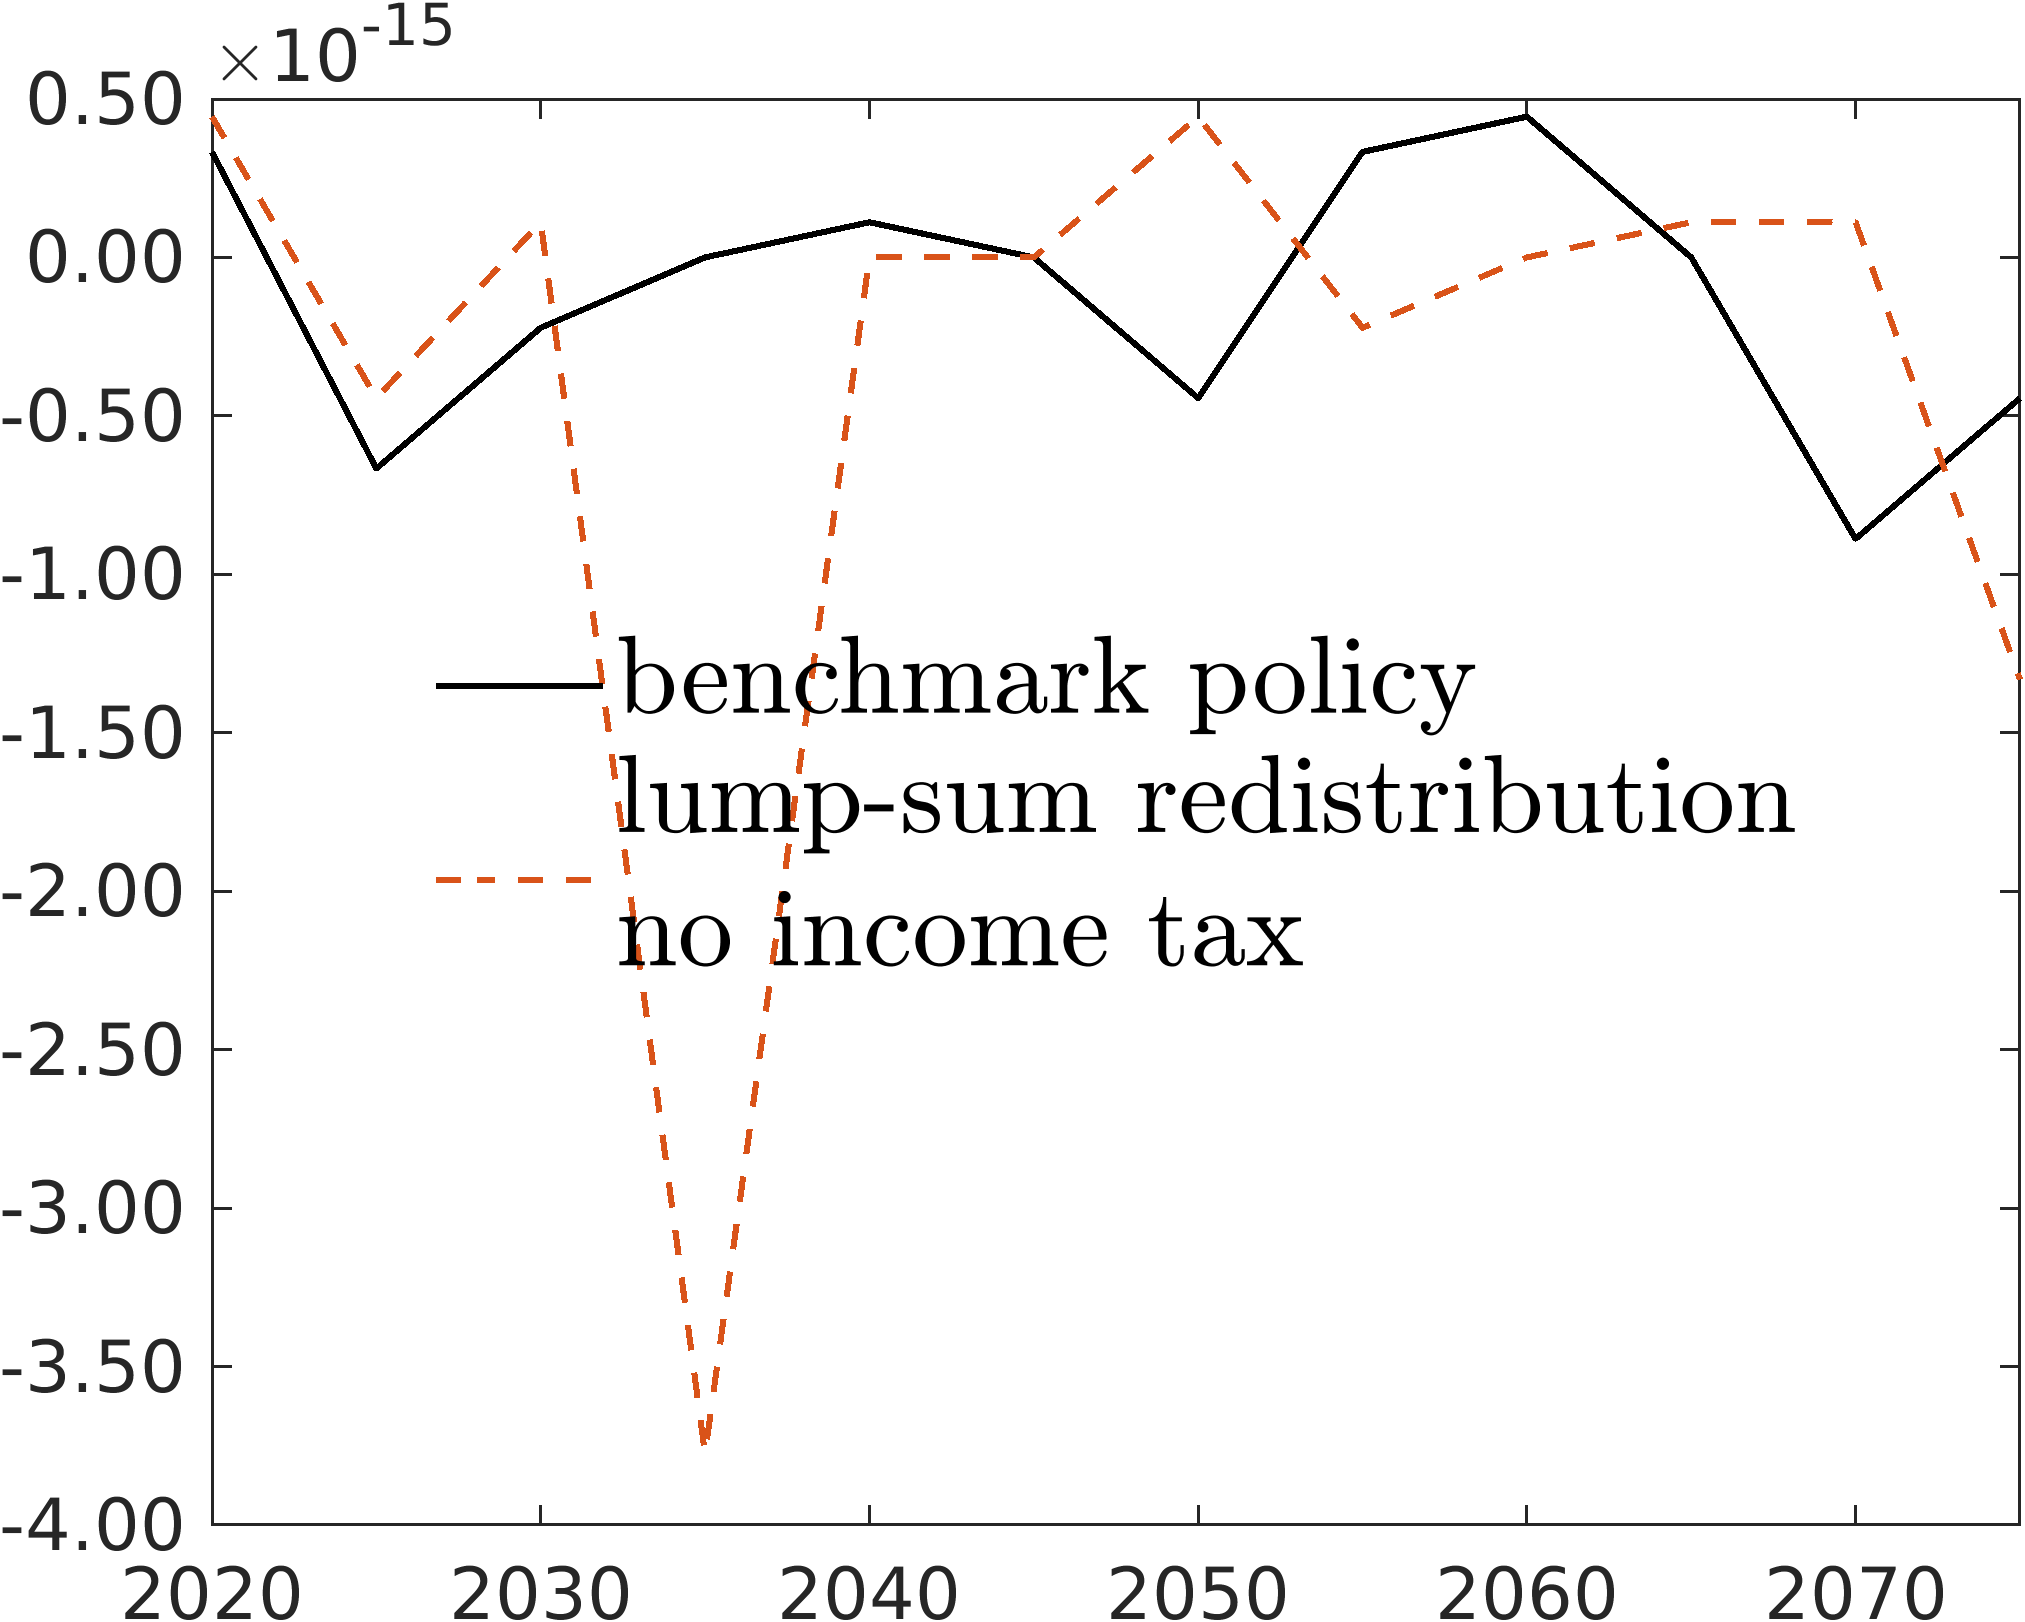 ×10-15
0.50
0.00
-0.50
-1.00
-1.50
-2.00
-2.50
-3.00
-3.50
-4.00
benchmark policy
lump-sum redistribution
no income tax
2020 2030 2040 2050 2060 2070